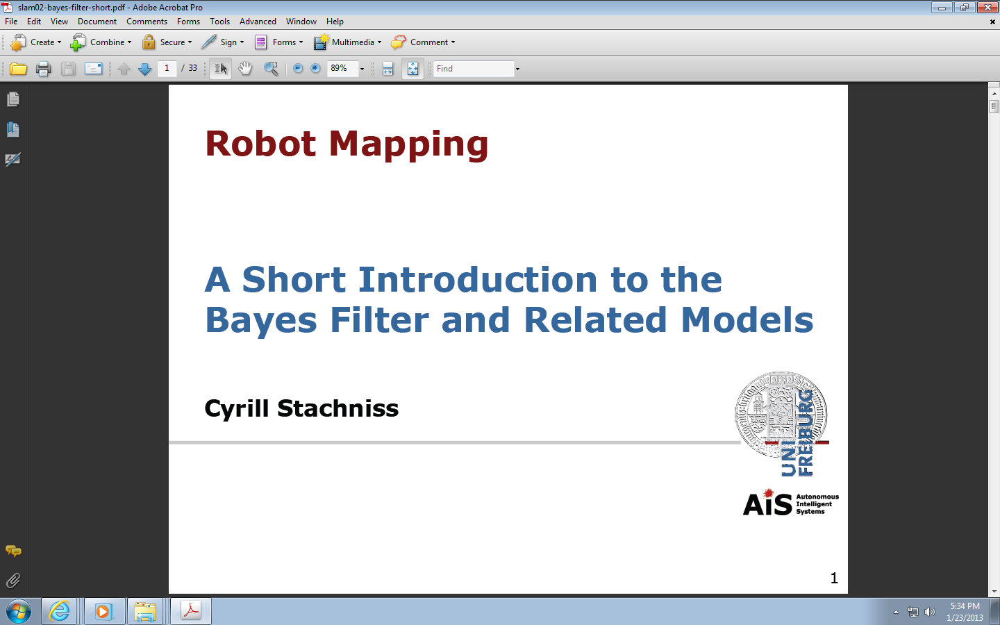 slam02-bayes-filter-short.pdf - Adobe Acrobat Pro
File Edit View Document Comments Forms Tools Advanced Window Help
Create Combine Secure Sign Forms Multimedia Comment
1 / 33 89% Find
Robot Mapping
A Short Introduction to the
Bayes Filter and Related Models
Cyrill Stachniss
UNI
FREIBURG
AiS Autonomous
Intelligent
Systems
1
5:34 PM
1/23/2013